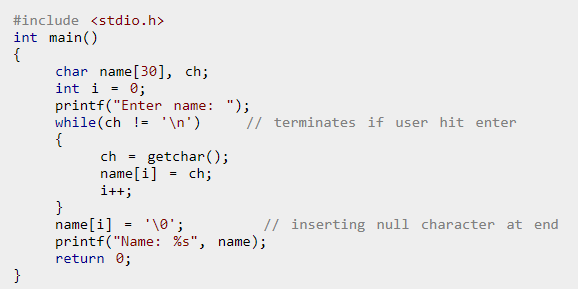 #include <stdio.h>
int main()
{
char name[30], ch;
int i = 0;
printf("Enter name: ");
while(ch != '\n') // terminates if user hit enter
{
ch = getchar();
name[i] = ch;
i++;
}
name[i] = '\0'; // inserting null character at end
printf("Name: %s", name);
return 0;
}